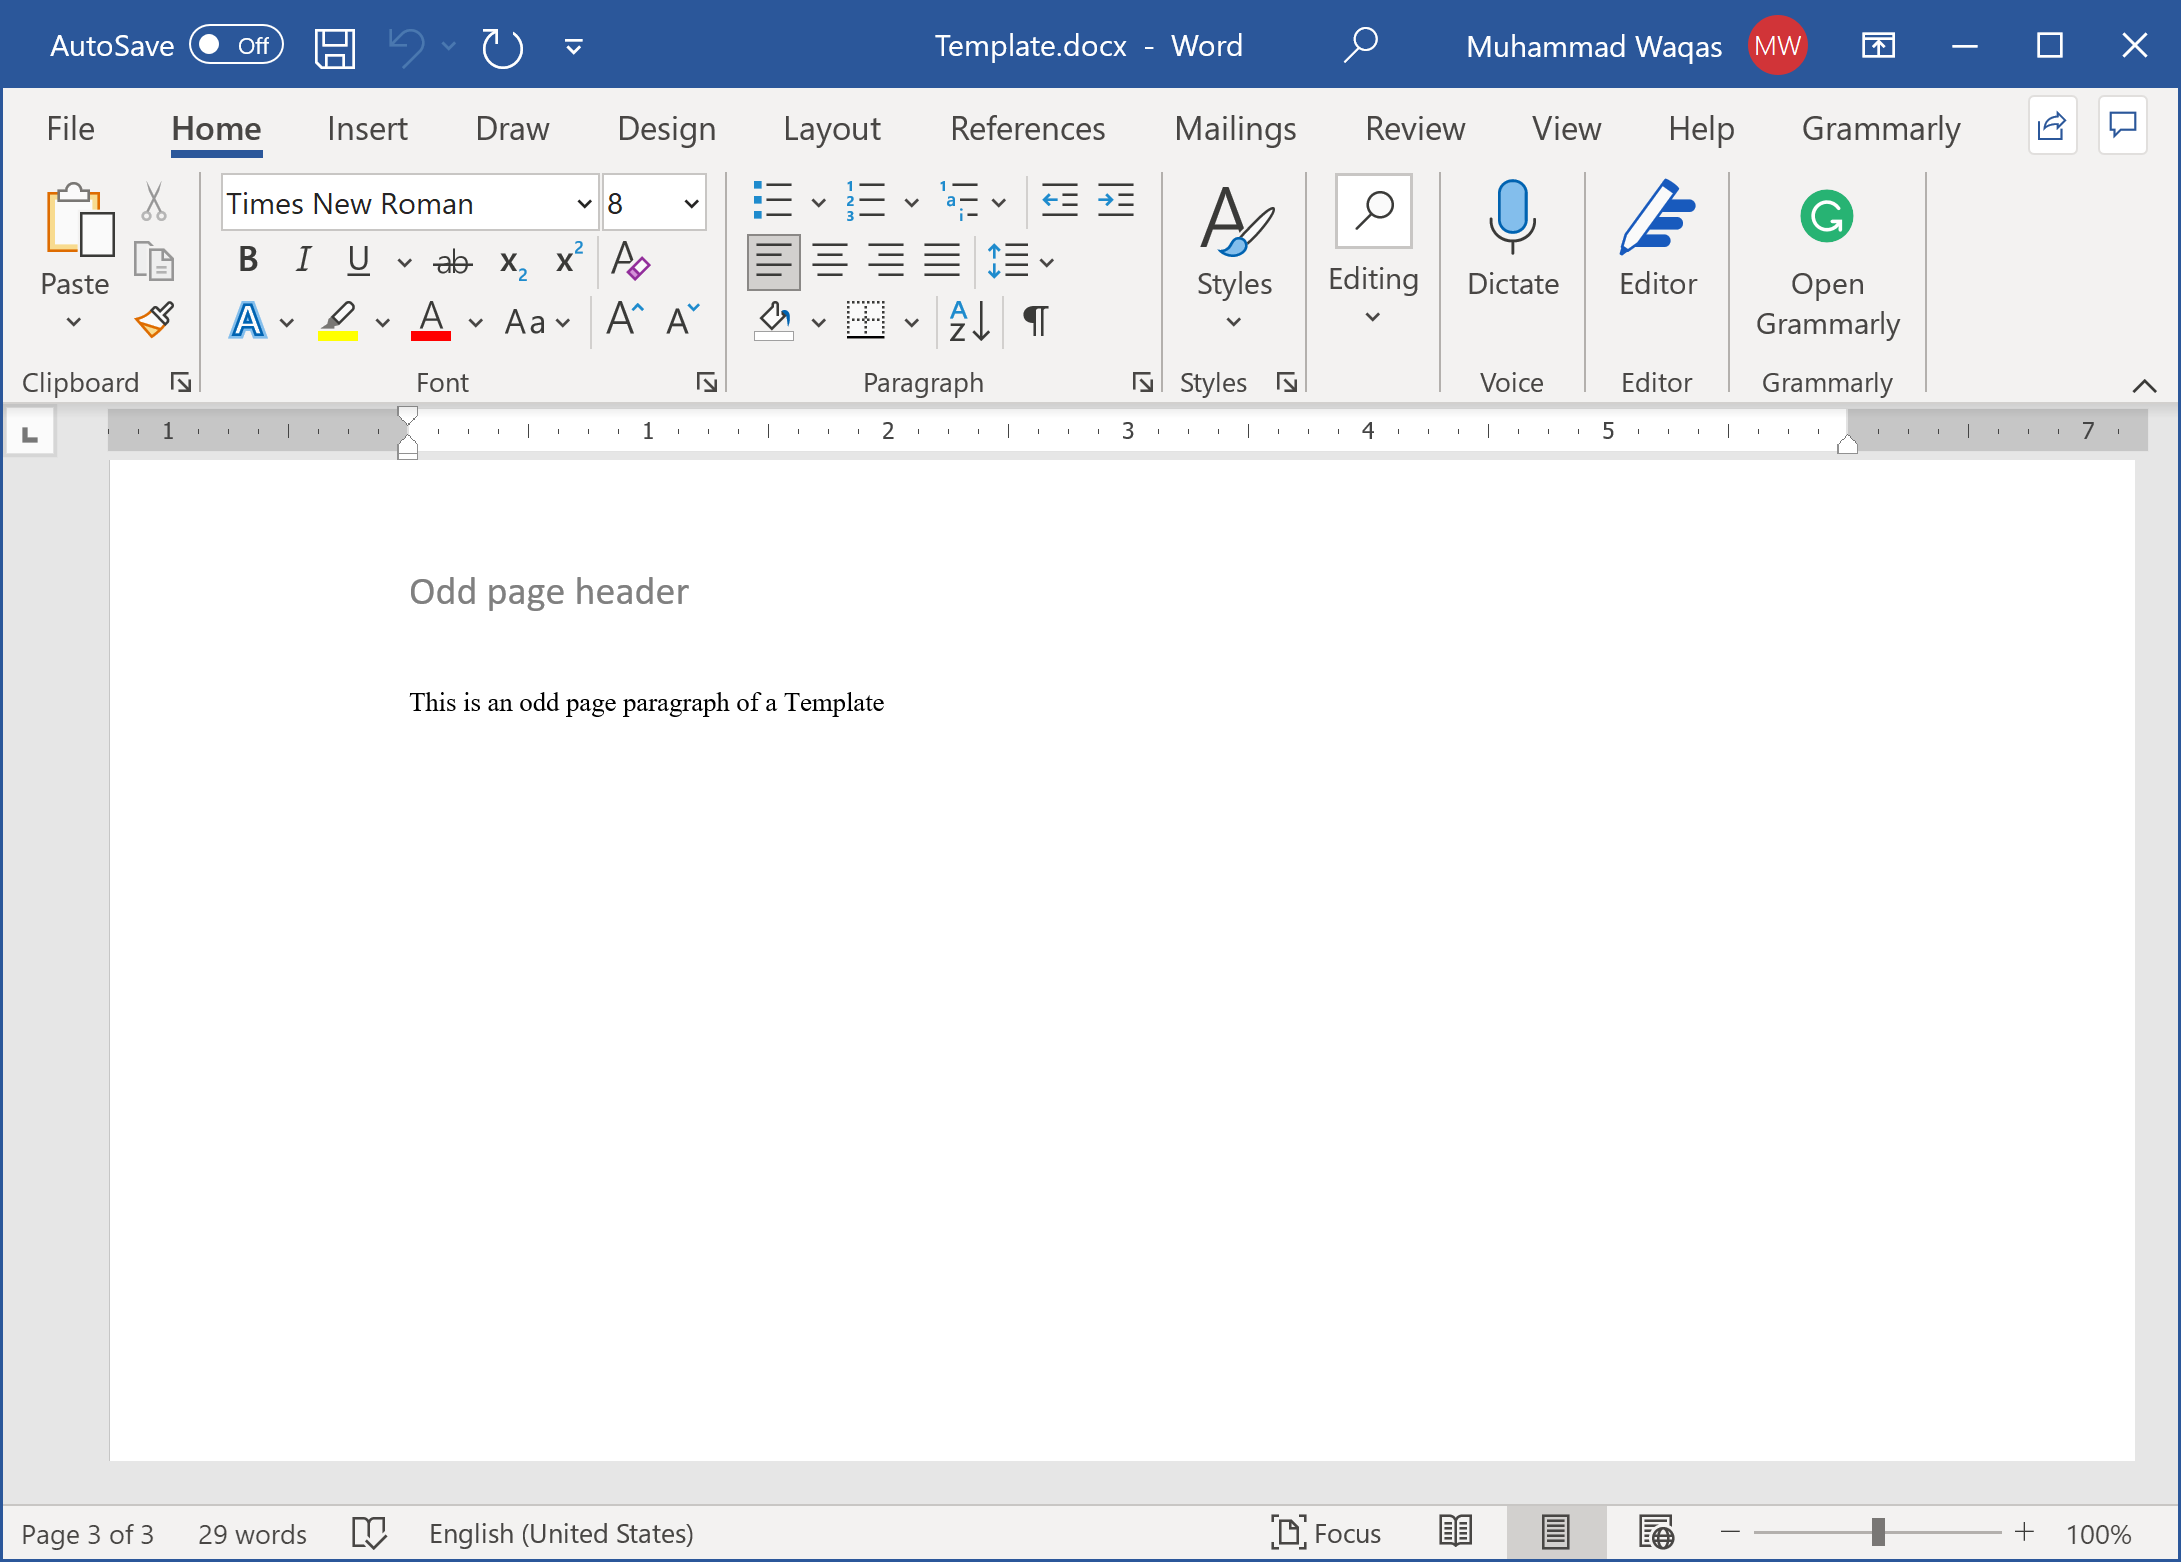 AutoSave Off Template.docx - Word Muhammad Waqas MW
File Home Insert Draw Design Layout References Mailings Review View Help Grammarly
Times New Roman 8
Paste
B I U ab x2 x2 A
A A Aa A A
A Z ¶
Styles Editing Dictate Editor Open Grammarly
Clipboard Font Paragraph Styles Voice Editor Grammarly
1 1 2 3 4 5 7
Odd page header
This is an odd page paragraph of a Template
Page 3 of 3 29 words English (United States) Focus 100%